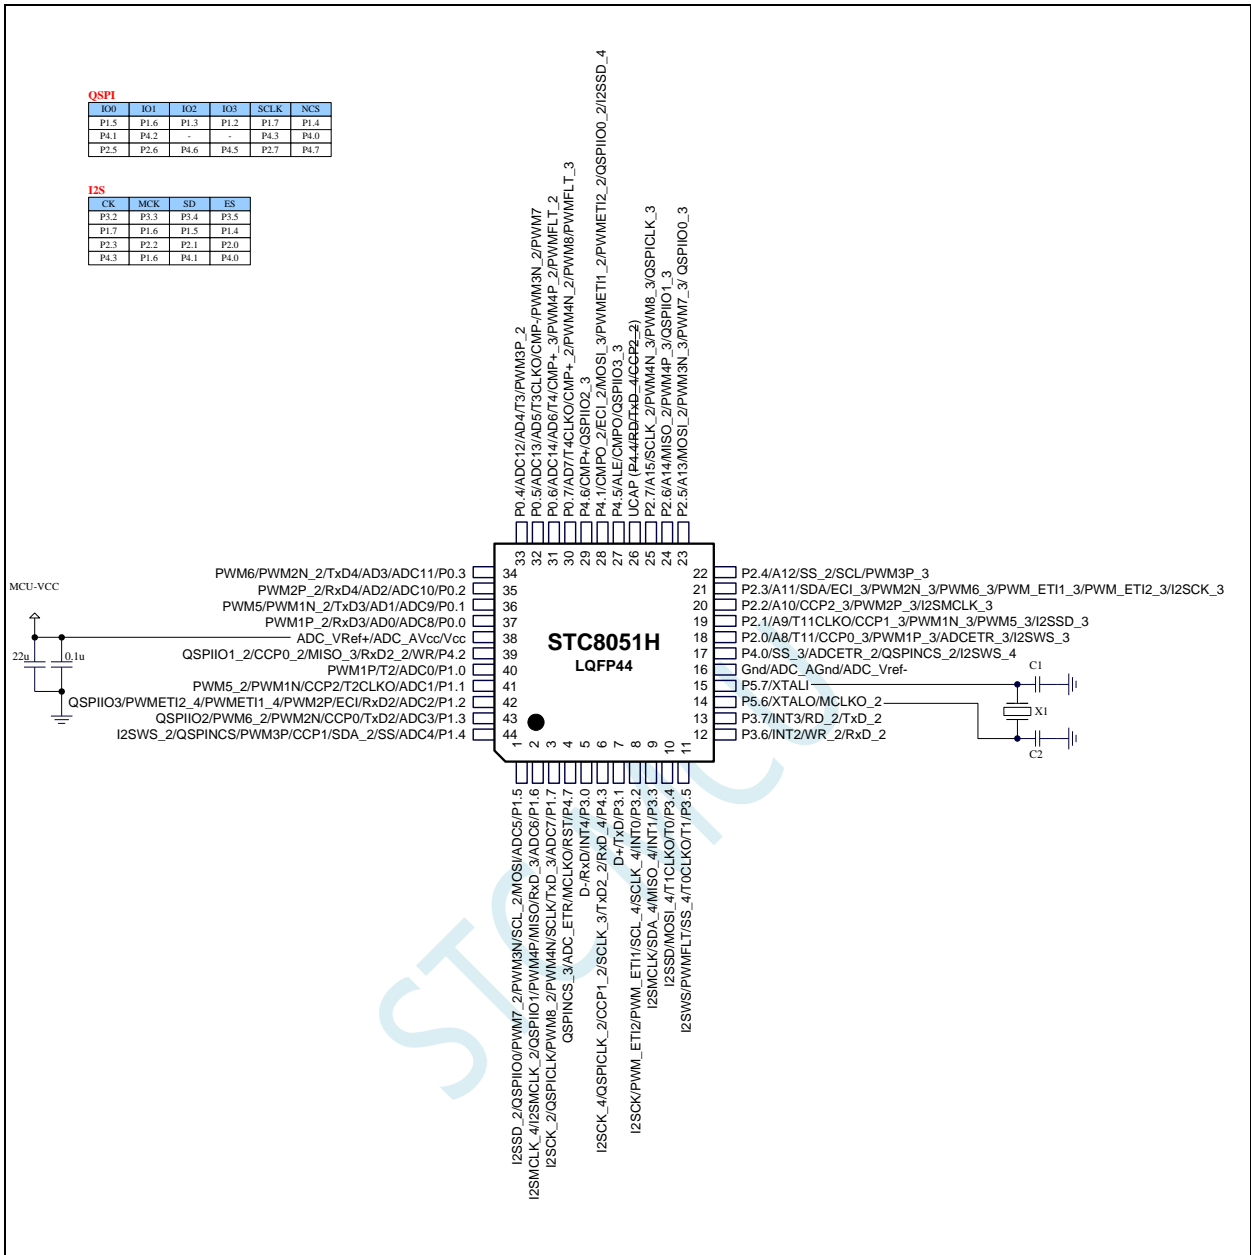 QSPI
IO0 IO1 IO2 IO3 SCLK NCS
P1.5 P1.6 P1.3 P1.2 P1.7 P1.4
P4.1 P4.2 - - P4.3 P4.0
P2.5 P2.6 P4.6 P4.5 P2.7 P4.7
I2S
CK MCK SD ES
P3.2 P3.3 P3.4 P3.5
P1.7 P1.6 P1.5 P1.4
P2.3 P2.2 P2.1 P2.0
P4.3 P1.6 P4.1 P4.0
P0.4/ADC12/AD4/T3/PWM3P_2
P0.5/ADC13/AD5/T3CLKO/CMP-/PWM3N_2/PWM7
P0.6/ADC14/AD6/T4/CMP+_3/PWM4P_2/PWMFLT_2
P0.7/AD7/T4CLKO/CMP+_2/PWM4N_2/PWM8/PWMFLT_3
P4.6/CMP+/QSPIIO2_3
P4.1/CMPO_2/ECI_2/MOSI_3/PWMETI1_2/PWMETI2_2/QSPIIO0_2/I2SSD_4
P4.5/ALE/CMPO/QSPIIO3_3
UCAP (P4.4/RD/TxD_4/CCP2_2)
P2.7/A15/SCLK_2/PWM4N_3/PWM8_3/QSPICLK_3
P2.6/A14/MISO_2/PWM4P_3/QSPIIO1_3
P2.5/A13/MOSI_2/PWM3N_3/PWM7_3/ QSPIIO0_3
33 32 31 30 29 28 27 26 25 24 23
PWM6/PWM2N_2/TxD4/AD3/ADC11/P0.3 34
PWM2P_2/RxD4/AD2/ADC10/P0.2 35
PWM5/PWM1N_2/TxD3/AD1/ADC9/P0.1 36
PWM1P_2/RxD3/AD0/ADC8/P0.0 37
ADC_VRef+/ADC_AVcc/Vcc 38
QSPIIO1_2/CCP0_2/MISO_3/RxD2_2/WR/P4.2 39
PWM1P/T2/ADC0/P1.0 40
PWM5_2/PWM1N/CCP2/T2CLKO/ADC1/P1.1 41
QSPIIO3/PWMETI2_4/PWMETI1_4/PWM2P/ECI/RxD2/ADC2/P1.2 42
QSPIIO2/PWM6_2/PWM2N/CCP0/TxD2/ADC3/P1.3 43
I2SWS_2/QSPINCS/PWM3P/CCP1/SDA_2/SS/ADC4/P1.4 44
MCU-VCC
22u 0.1u
STC8051H
LQFP44
22 P2.4/A12/SS_2/SCL/PWM3P_3
21 P2.3/A11/SDA/ECI_3/PWM2N_3/PWM6_3/PWM_ETI1_3/PWM_ETI2_3/I2SCK_3
20 P2.2/A10/CCP2_3/PWM2P_3/I2SMCLK_3
19 P2.1/A9/T11CLKO/CCP1_3/PWM1N_3/PWM5_3/I2SSD_3
18 P2.0/A8/T11/CCP0_3/PWM1P_3/ADCETR_3/I2SWS_3
17 P4.0/SS_3/ADCETR_2/QSPINCS_2/I2SWS_4
16 Gnd/ADC_AGnd/ADC_Vref-
15 P5.7/XTALI
14 P5.6/XTALO/MCLKO_2
13 P3.7/INT3/RD_2/TxD_2
12 P3.6/INT2/WR_2/RxD_2
C1
X1
C2
1 2 3 4 5 6 7 8 9 10 11
I2SSD_2/QSPIIO0/PWM7_2/PWM3N/SCL_2/MOSI/ADC5/P1.5
I2SMCLK_4/I2SMCLK_2/QSPIIO1/PWM4P/MISO/RxD_3/ADC6/P1.6
I2SCK_2/QSPICLK/PWM8_2/PWM4N/SCLK/TxD_3/ADC7/P1.7
QSPINCS_3/ADC_ETR/MCLKO/RST/P4.7
D-/RxD/INT4/P3.0
I2SCK_4/QSPICLK_2/CCP1_2/SCLK_3/TxD2_2/RxD_4/P4.3
D+/TxD/P3.1
I2SCK/PWM_ETI2/PWM_ETI1/SCL_4/SCLK_4/INT0/P3.2
I2SMCLK/SDA_4/MISO_4/INT1/P3.3
I2SSD/MOSI_4/T1CLKO/T0/P3.4
I2SWS/PWMFLT/SS_4/T0CLKO/T1/P3.5
STCMCU